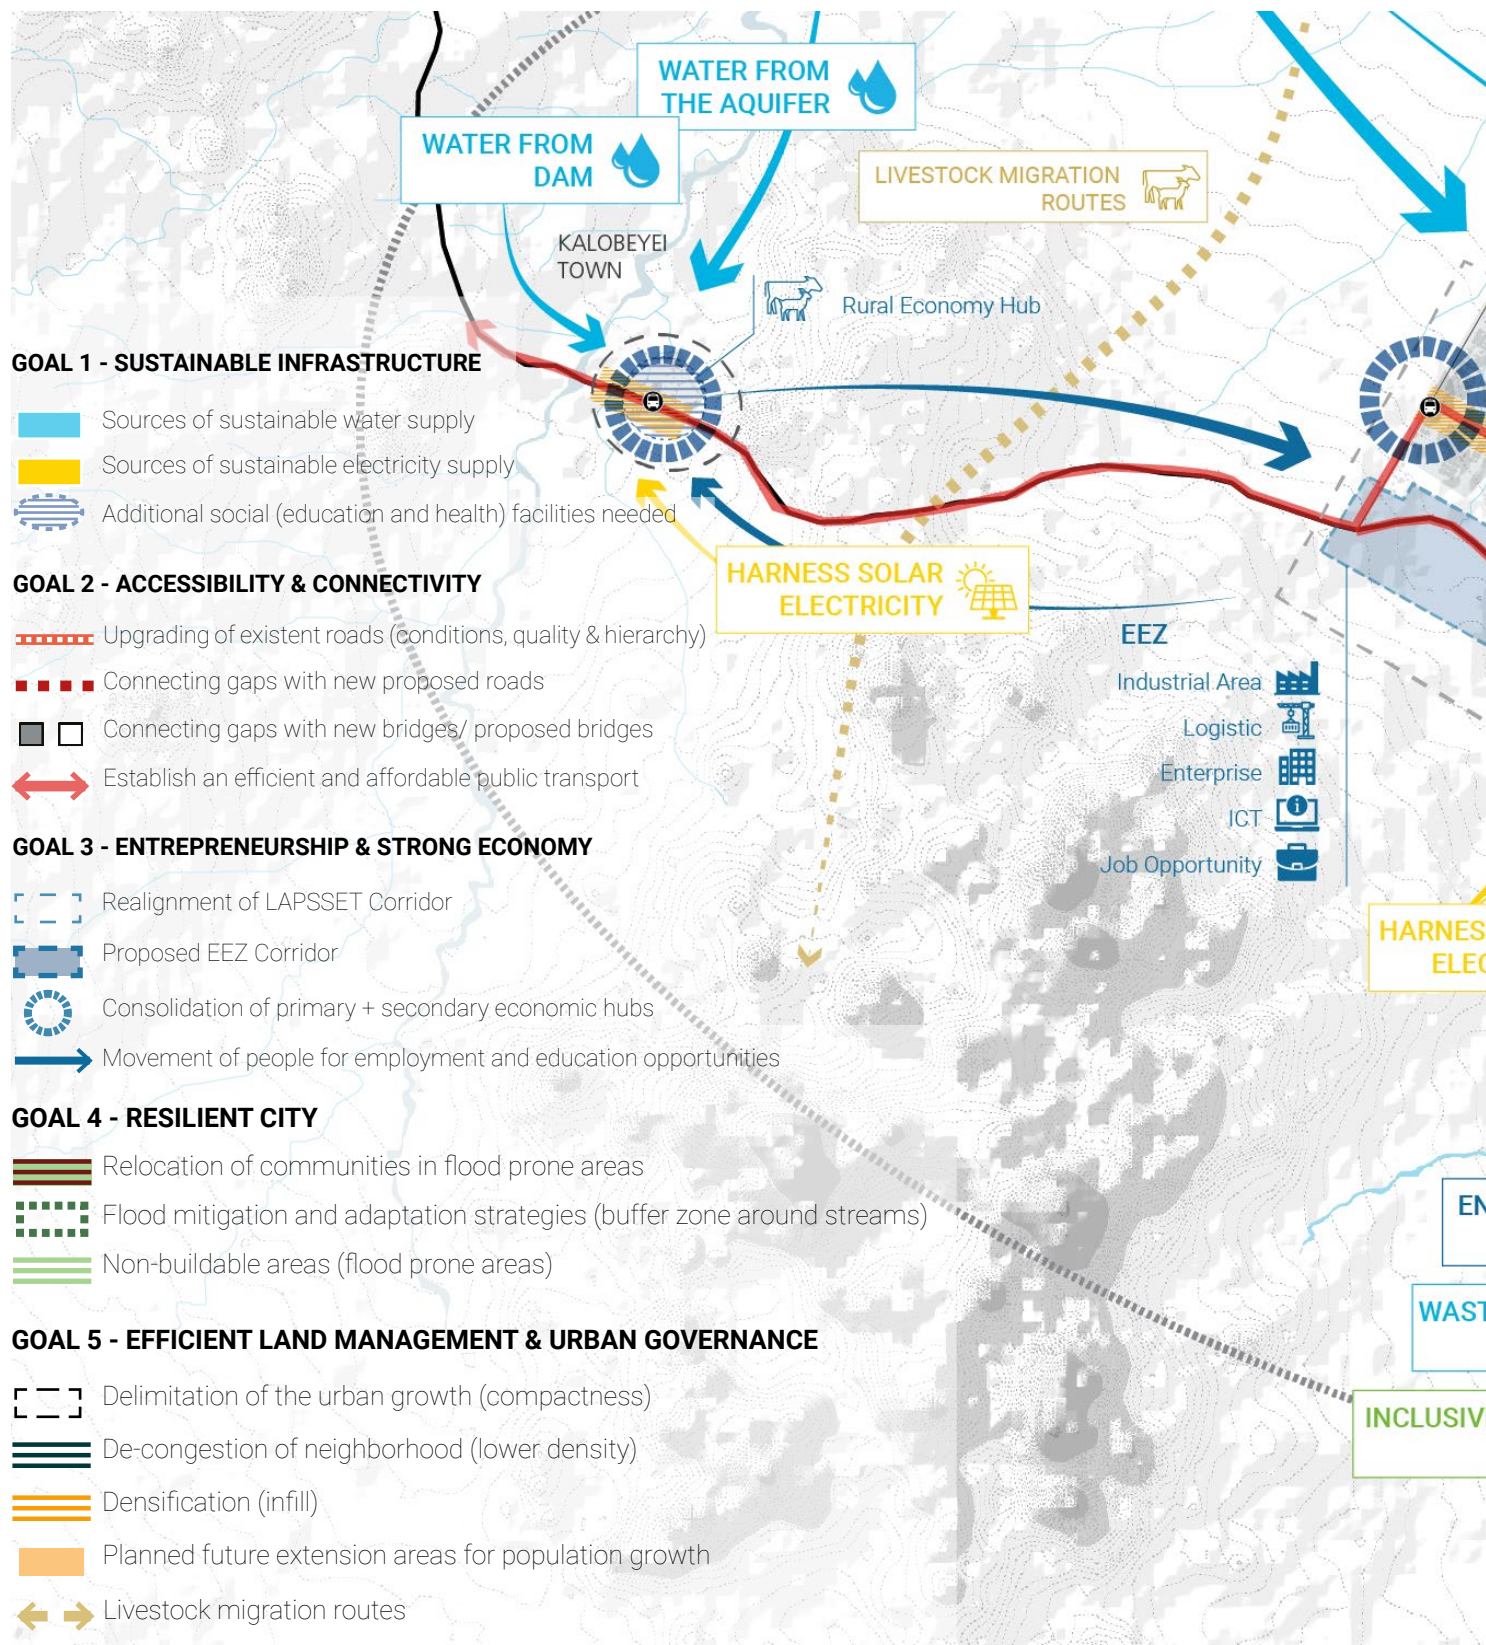 WATER FROM
THE AQUIFER
WATER FROM
DAM
LIVESTOCK MIGRATION
ROUTES
KALOBEYEI
TOWN
Rural Economy Hub
GOAL 1 - SUSTAINABLE INFRASTRUCTURE
Sources of sustainable water supply
Sources of sustainable electricity supply
Additional social (education and health) facilities needed
GOAL 2 - ACCESSIBILITY & CONNECTIVITY
Upgrading of existent roads (conditions, quality & hierarchy)
Connecting gaps with new proposed roads
Connecting gaps with new bridges/ proposed bridges
Establish an efficient and affordable public transport
GOAL 3 - ENTREPRENEURSHIP & STRONG ECONOMY
Realignment of LAPSSET Corridor
Proposed EEZ Corridor
Consolidation of primary + secondary economic hubs
Movement of people for employment and education opportunities
GOAL 4 - RESILIENT CITY
Relocation of communities in flood prone areas
Flood mitigation and adaptation strategies (buffer zone around streams)
Non-buildable areas (flood prone areas)
GOAL 5 - EFFICIENT LAND MANAGEMENT & URBAN GOVERNANCE
Delimitation of the urban growth (compactness)
De-congestion of neighborhood (lower density)
Densification (infill)
Planned future extension areas for population growth
Livestock migration routes
HARNESS SOLAR
ELECTRICITY
EEZ
Industrial Area
Logistic
Enterprise
ICT
Job Opportunity
HARNES
ELEC
EN
WAST
INCLUSIV